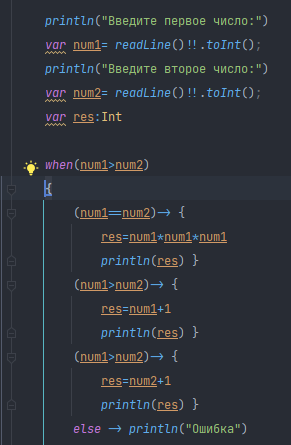 println("Введите первое число:")
var num1= readLine()!!.toInt();
println("Введите второе число:")
var num2= readLine()!!.toInt();
var res:Int
when(num1>num2)
{
(num1==num2)-> {
res=num1*num1*num1
println(res) }
(num1>num2)-> {
res=num1+1
println(res) }
(num1>num2)-> {
res=num2+1
println(res) }
else -> println("Ошибка")